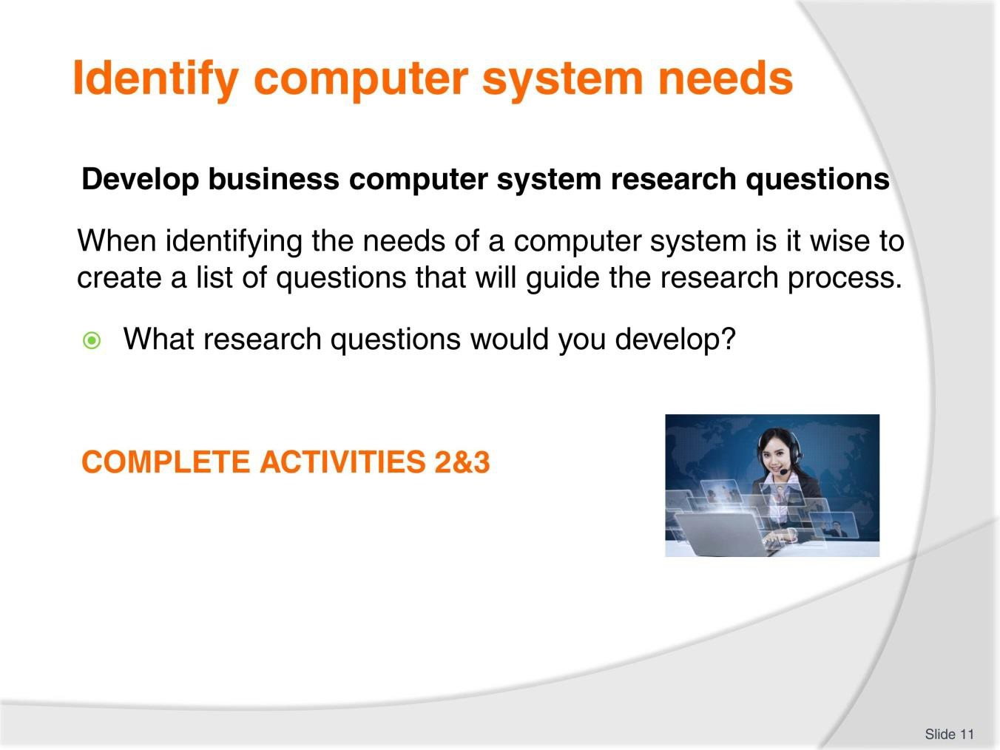 Identify computer system needs
Develop business computer system research questions
When identifying the needs of a computer system is it wise to
create a list of questions that will guide the research process.
What research questions would you develop?
COMPLETE ACTIVITIES 2&3
Slide 11